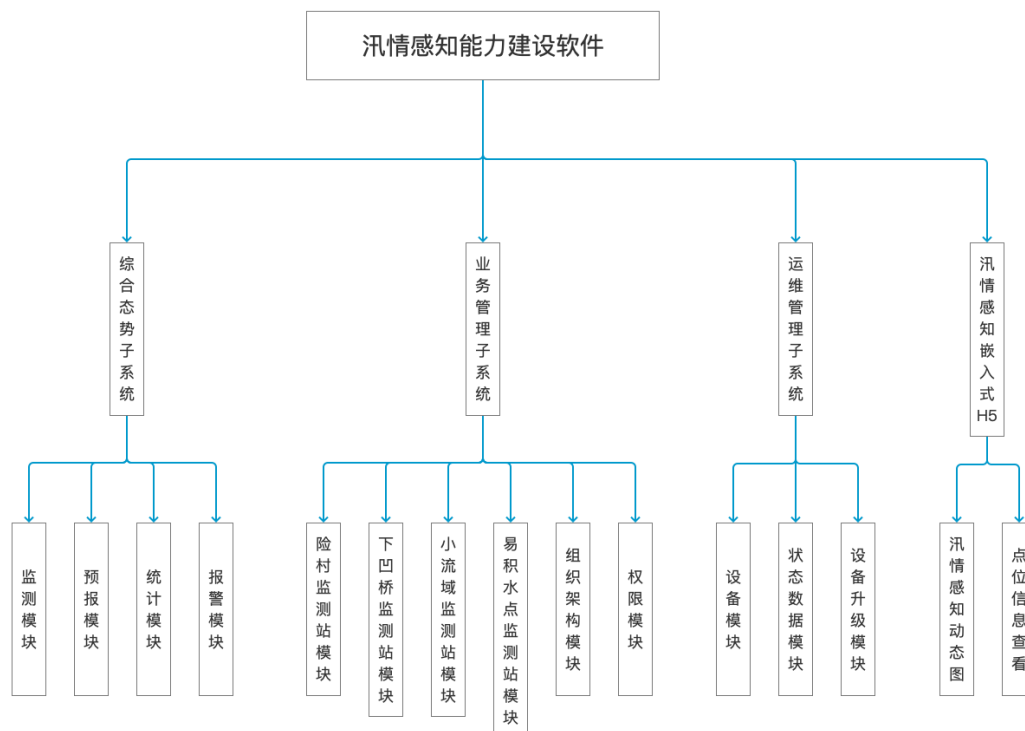 汛情感知能力建设软件
综合态势子系统
业务管理子系统
运维管理子系统
汛情感知嵌入式H5
监测模块
预报模块
统计模块
报警模块
险村监测站模块
下凹桥监测站模块
小流域监测站模块
易积水点监测站模块
组织架构模块
权限模块
设备模块
状态数据模块
设备升级模块
汛情感知动态图
点位信息查看